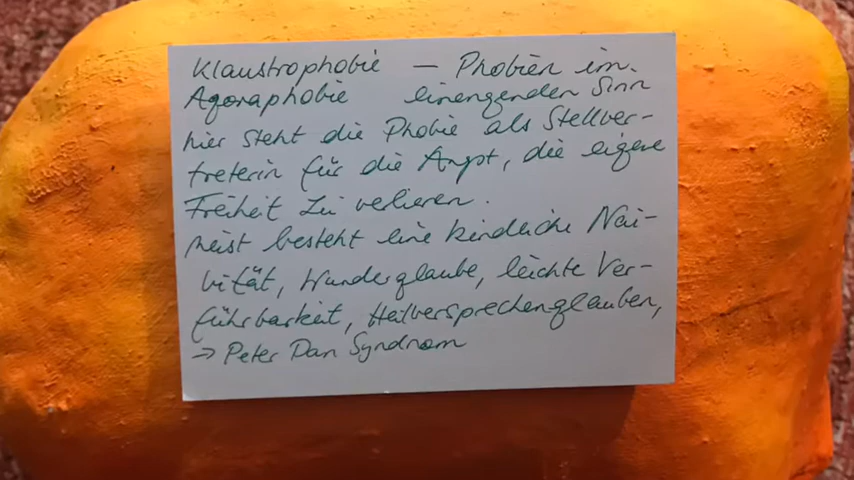 Klaustrophobie — Phobien im
Agoraphobie einengenden Sinn
hier steht die Phobie als Stellver-
treterin für die Angst, die eigene
Freiheit zu verlieren.
Meist besteht eine kindliche Nai-
vität, Wunderglaube, leichte Ver-
führbarkeit, Heilversprechenglauben,
→ Peter Pan Syndrom